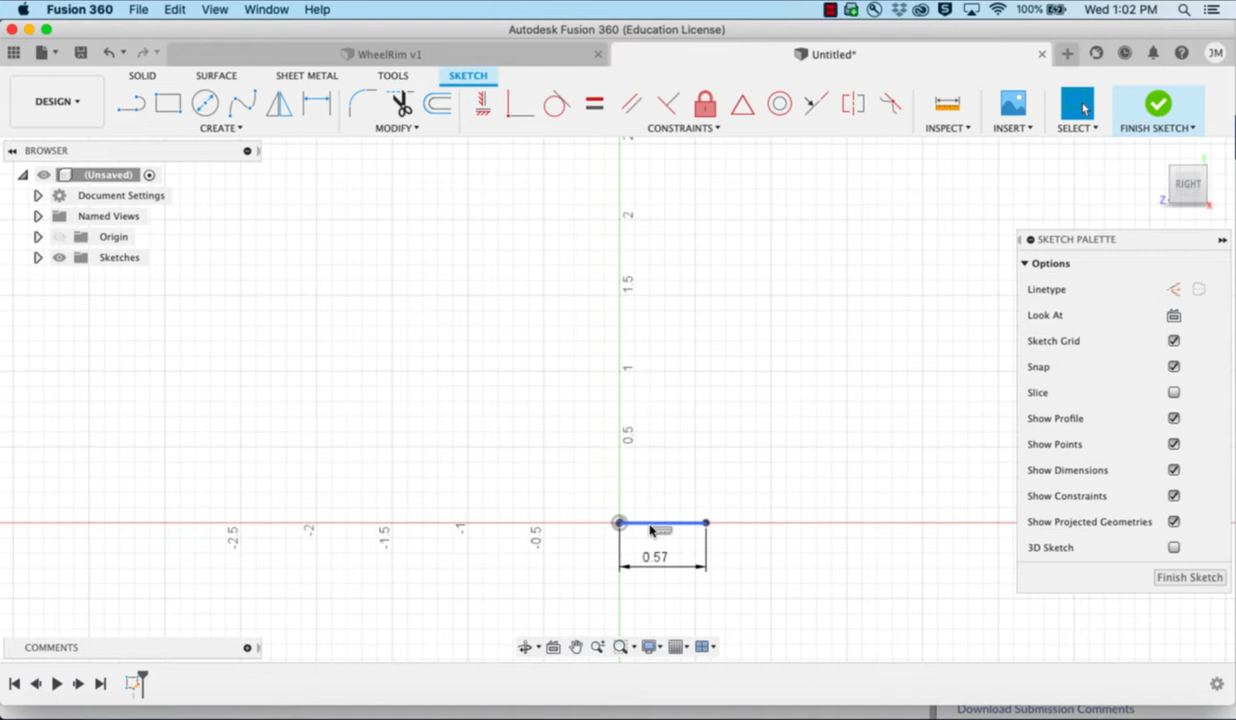 Fusion 360 File Edit View Window Help 100% Wed 1:02 PM
Autodesk Fusion 360 (Education License)
WheelRim v1
Untitled*
JM
DESIGN
SOLID
SURFACE
SHEET METAL
TOOLS
SKETCH
CREATE
MODIFY
CONSTRAINTS
INSPECT
INSERT
SELECT
FINISH SKETCH
BROWSER
(Unsaved)
Document Settings
Named Views
Origin
Sketches
RIGHT
Z
X
Y
SKETCH PALETTE
Options
Linetype
Look At
Sketch Grid
Snap
Slice
Show Profile
Show Points
Show Dimensions
Show Constraints
Show Projected Geometries
3D Sketch
Finish Sketch
2
1.5
1
0.5
-2.5
-2
-1.5
-1
-0.5
0.57
COMMENTS
Download Submission Comments